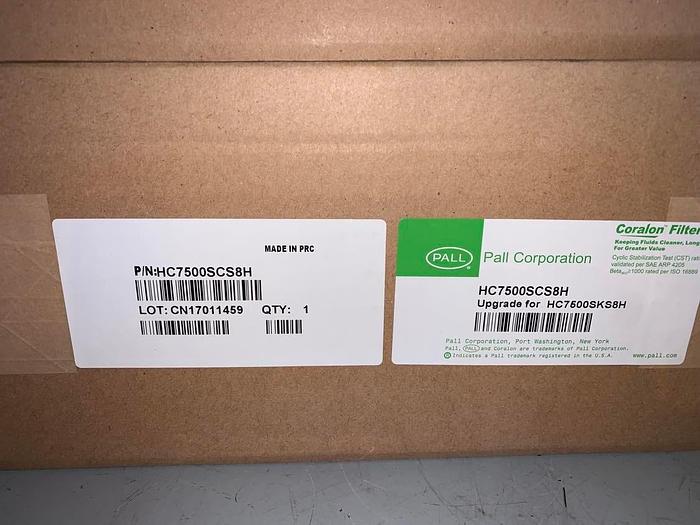 MADE IN PRC
P/N:HC7500SCS8H
LOT: CN17011459 QTY: 1
PALL
Pall Corporation
Coralon™ Filter
Keeping Fluids Cleaner, Long
For Greater Value
Cyclic Stabilization Test (CST) rat
validated per SAE ARP 4205
1000 rated per ISO 16889
HC7500SCS8H
Upgrade for HC7500SKS8H
Pall Corporation, Port Washington, New York
Pall, PALL and Coralon are trademarks of Pall Corporation.
® Indicates a Pall trademark registered in the U.S.A.
www.pall.com